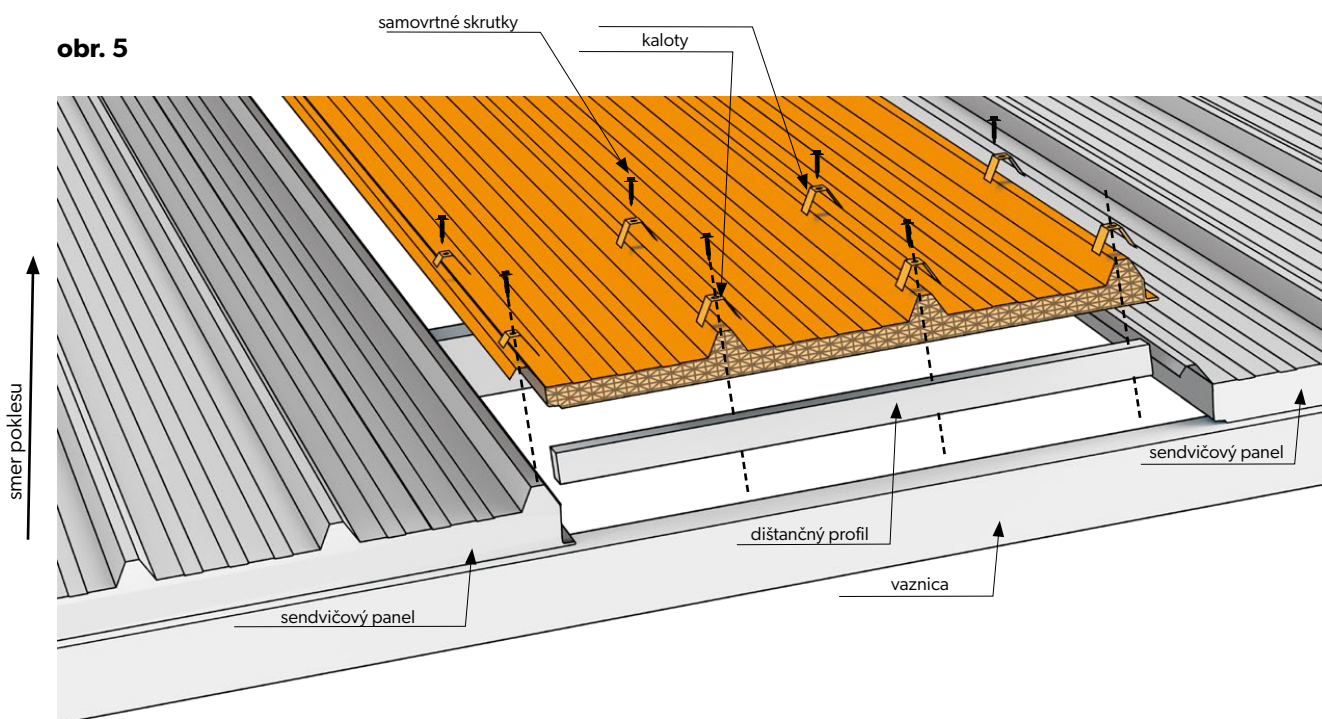 samovrtné skrutky
kaloty
obr. 5
smer poklesu
sendvičový panel
dištančný profil
vaznica
sendvičový panel